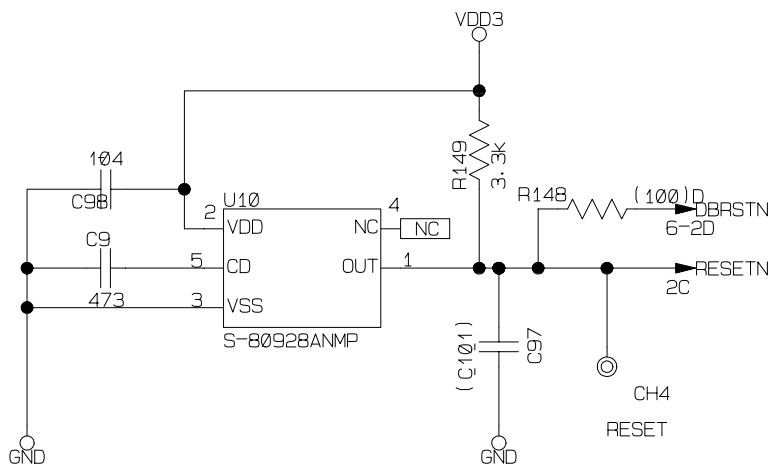 VDD3
104
C98
R149
3.3K
U10
4
R148
(100)D
2
VDD
NC
NC
DBRSTN
6-2D
C9
5
CD
OUT
1
RESETN
2C
473
3
VSS
S-80928ANMP
(C101)
C97
CH4
RESET
GND
GND